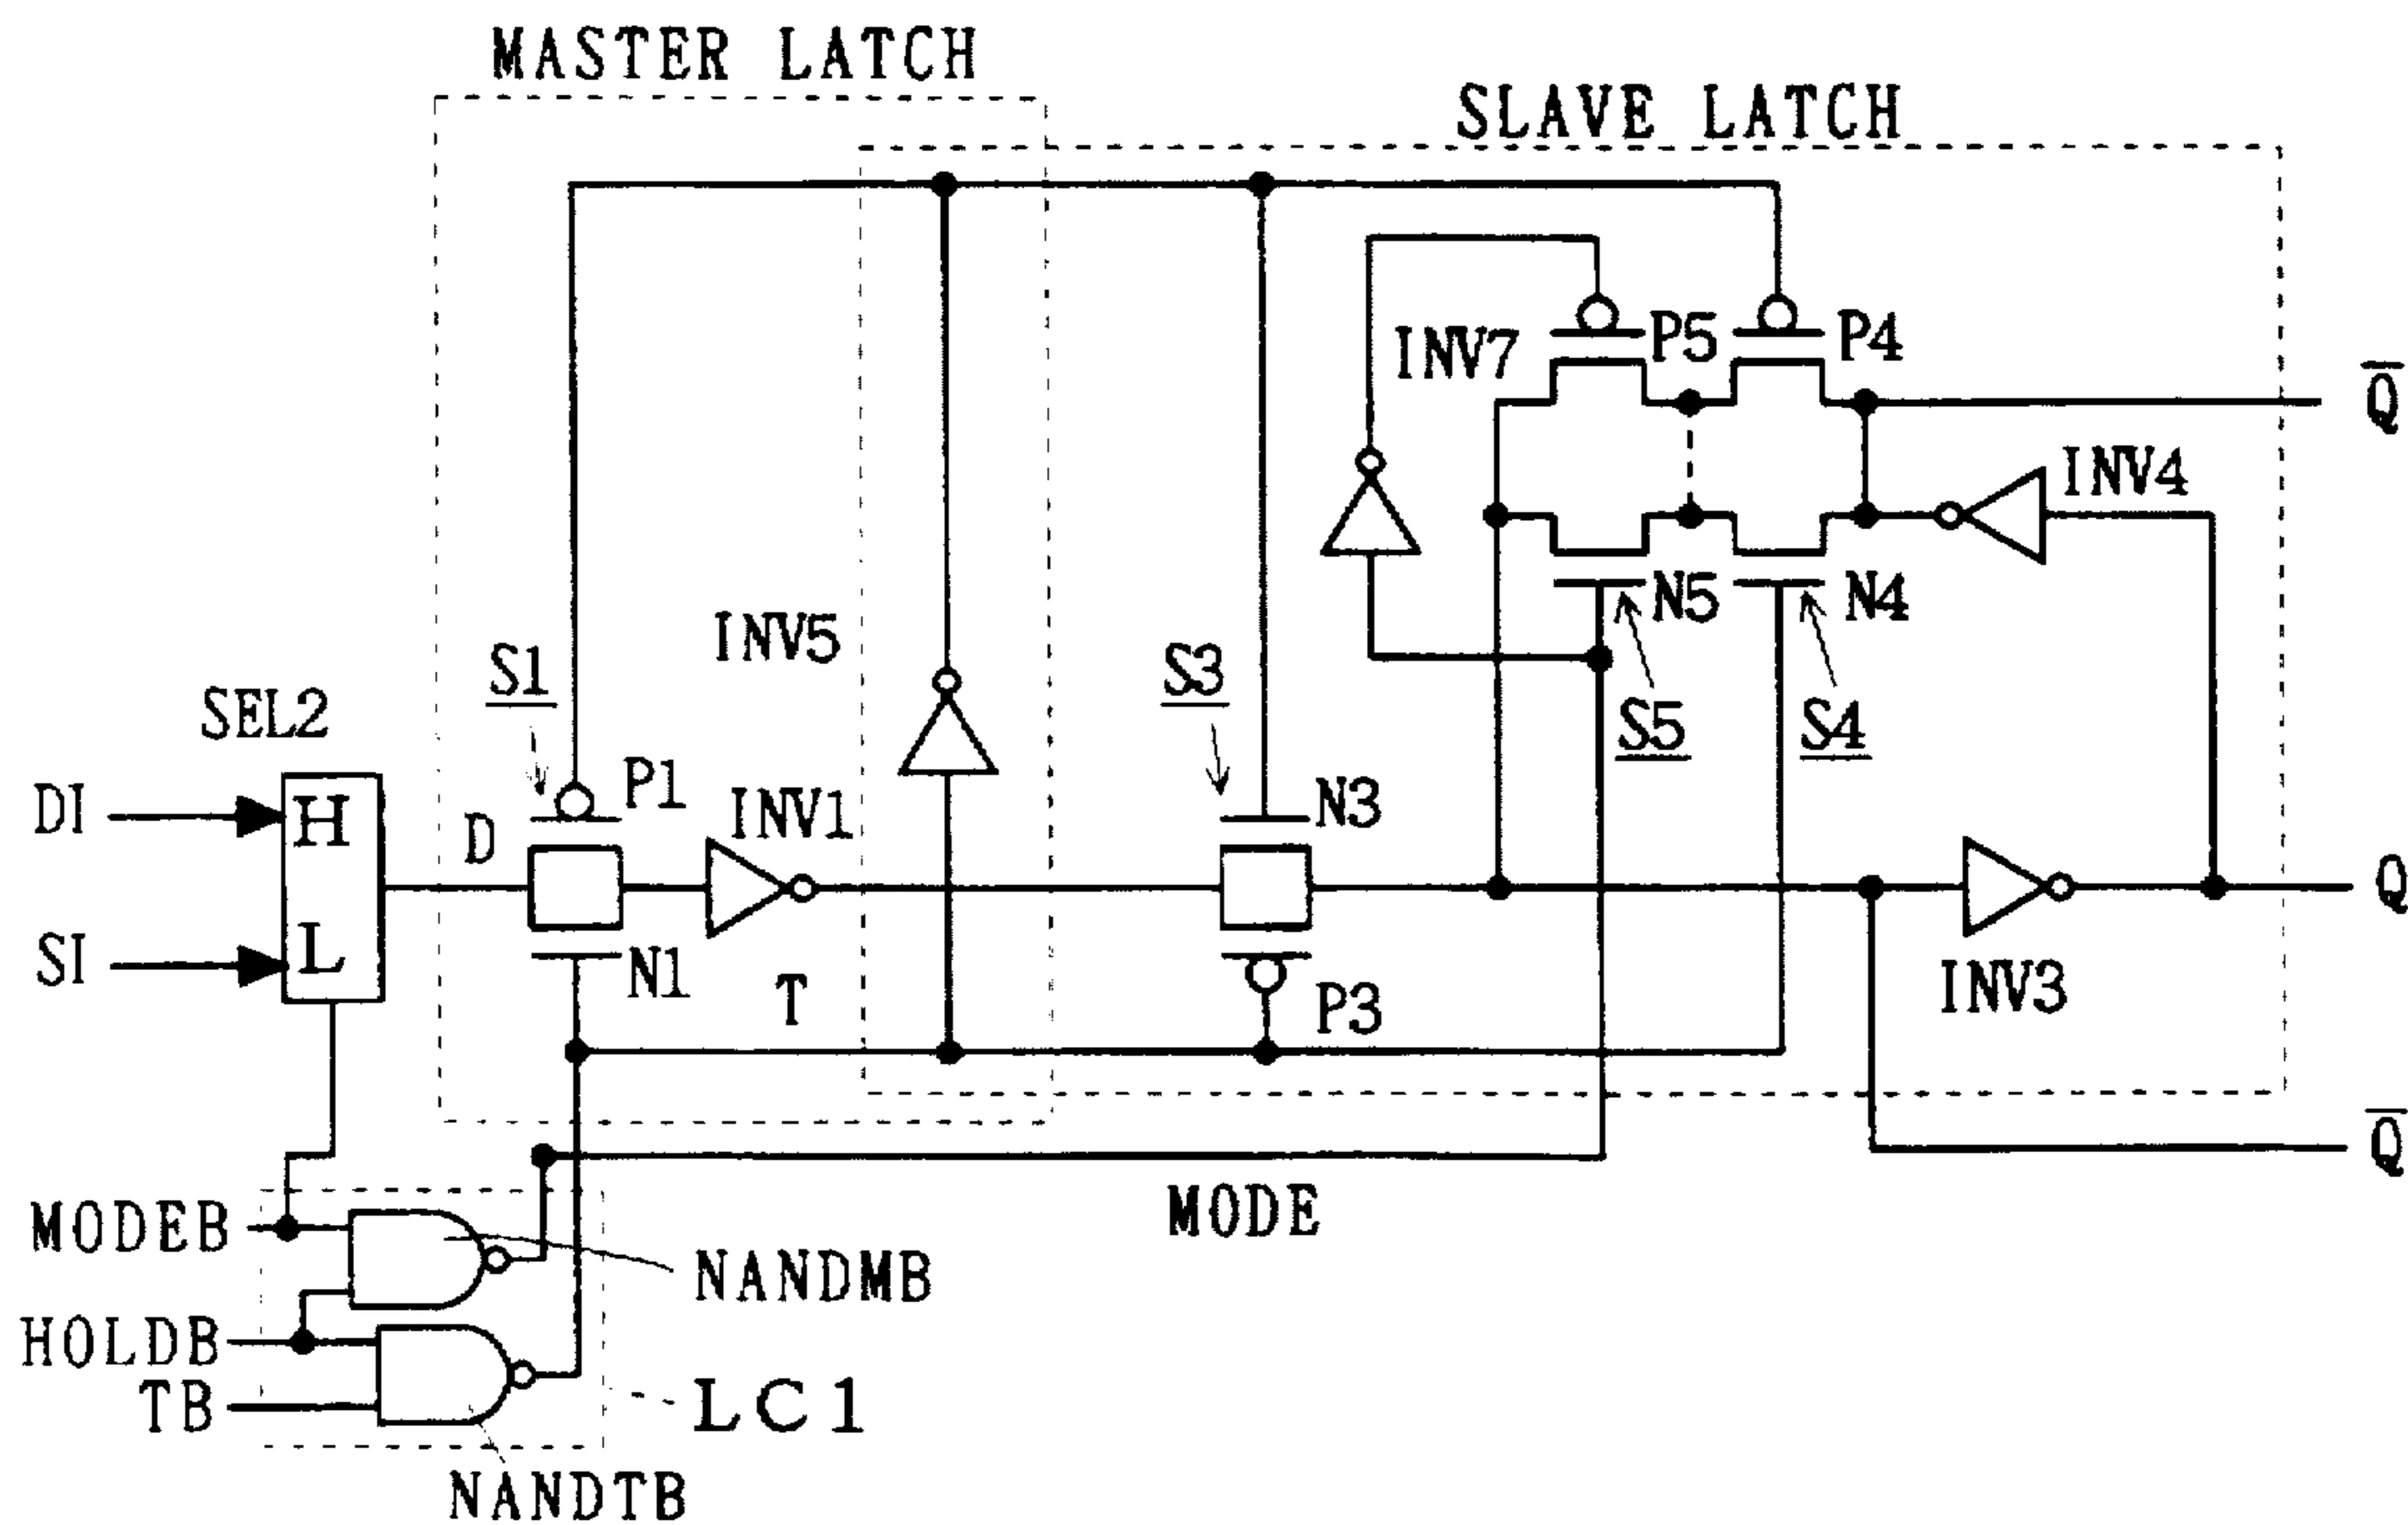 MASTER LATCH
SLAVE LATCH
INV7
P5
P4
Q
INV4
N5
N4
S1
INV5
S3
S5
S4
SEL2
DI
H
D
P1
INV1
N3
Q
SI
L
N1
T
P3
INV3
Q
MODE
MODEB
NANDMB
HOLDB
TB
LC1
NANDTB